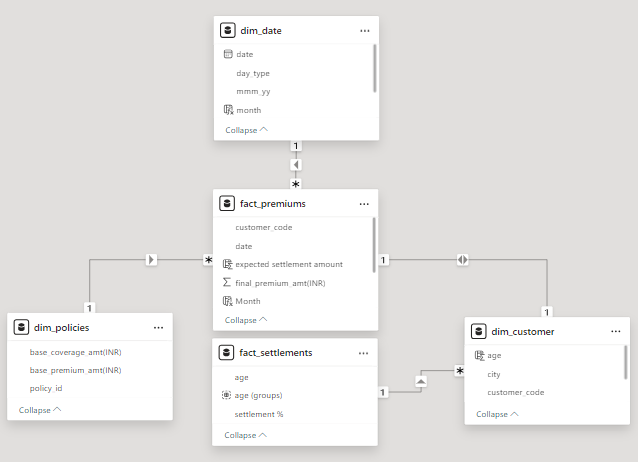 dim_date
...
date
day_type
mmm_yy
month
Collapse
1
*
fact_premiums
...
customer_code
date
expected settlement amount
Σ final_premium_amt(INR)
Month
Collapse
*
1
1
1
dim_policies
...
base_coverage_amt(INR)
base_premium_amt(INR)
policy_id
Collapse
fact_settlements
...
age
age (groups)
settlement %
Collapse
1
*
dim_customer
...
age
city
customer_code
Collapse